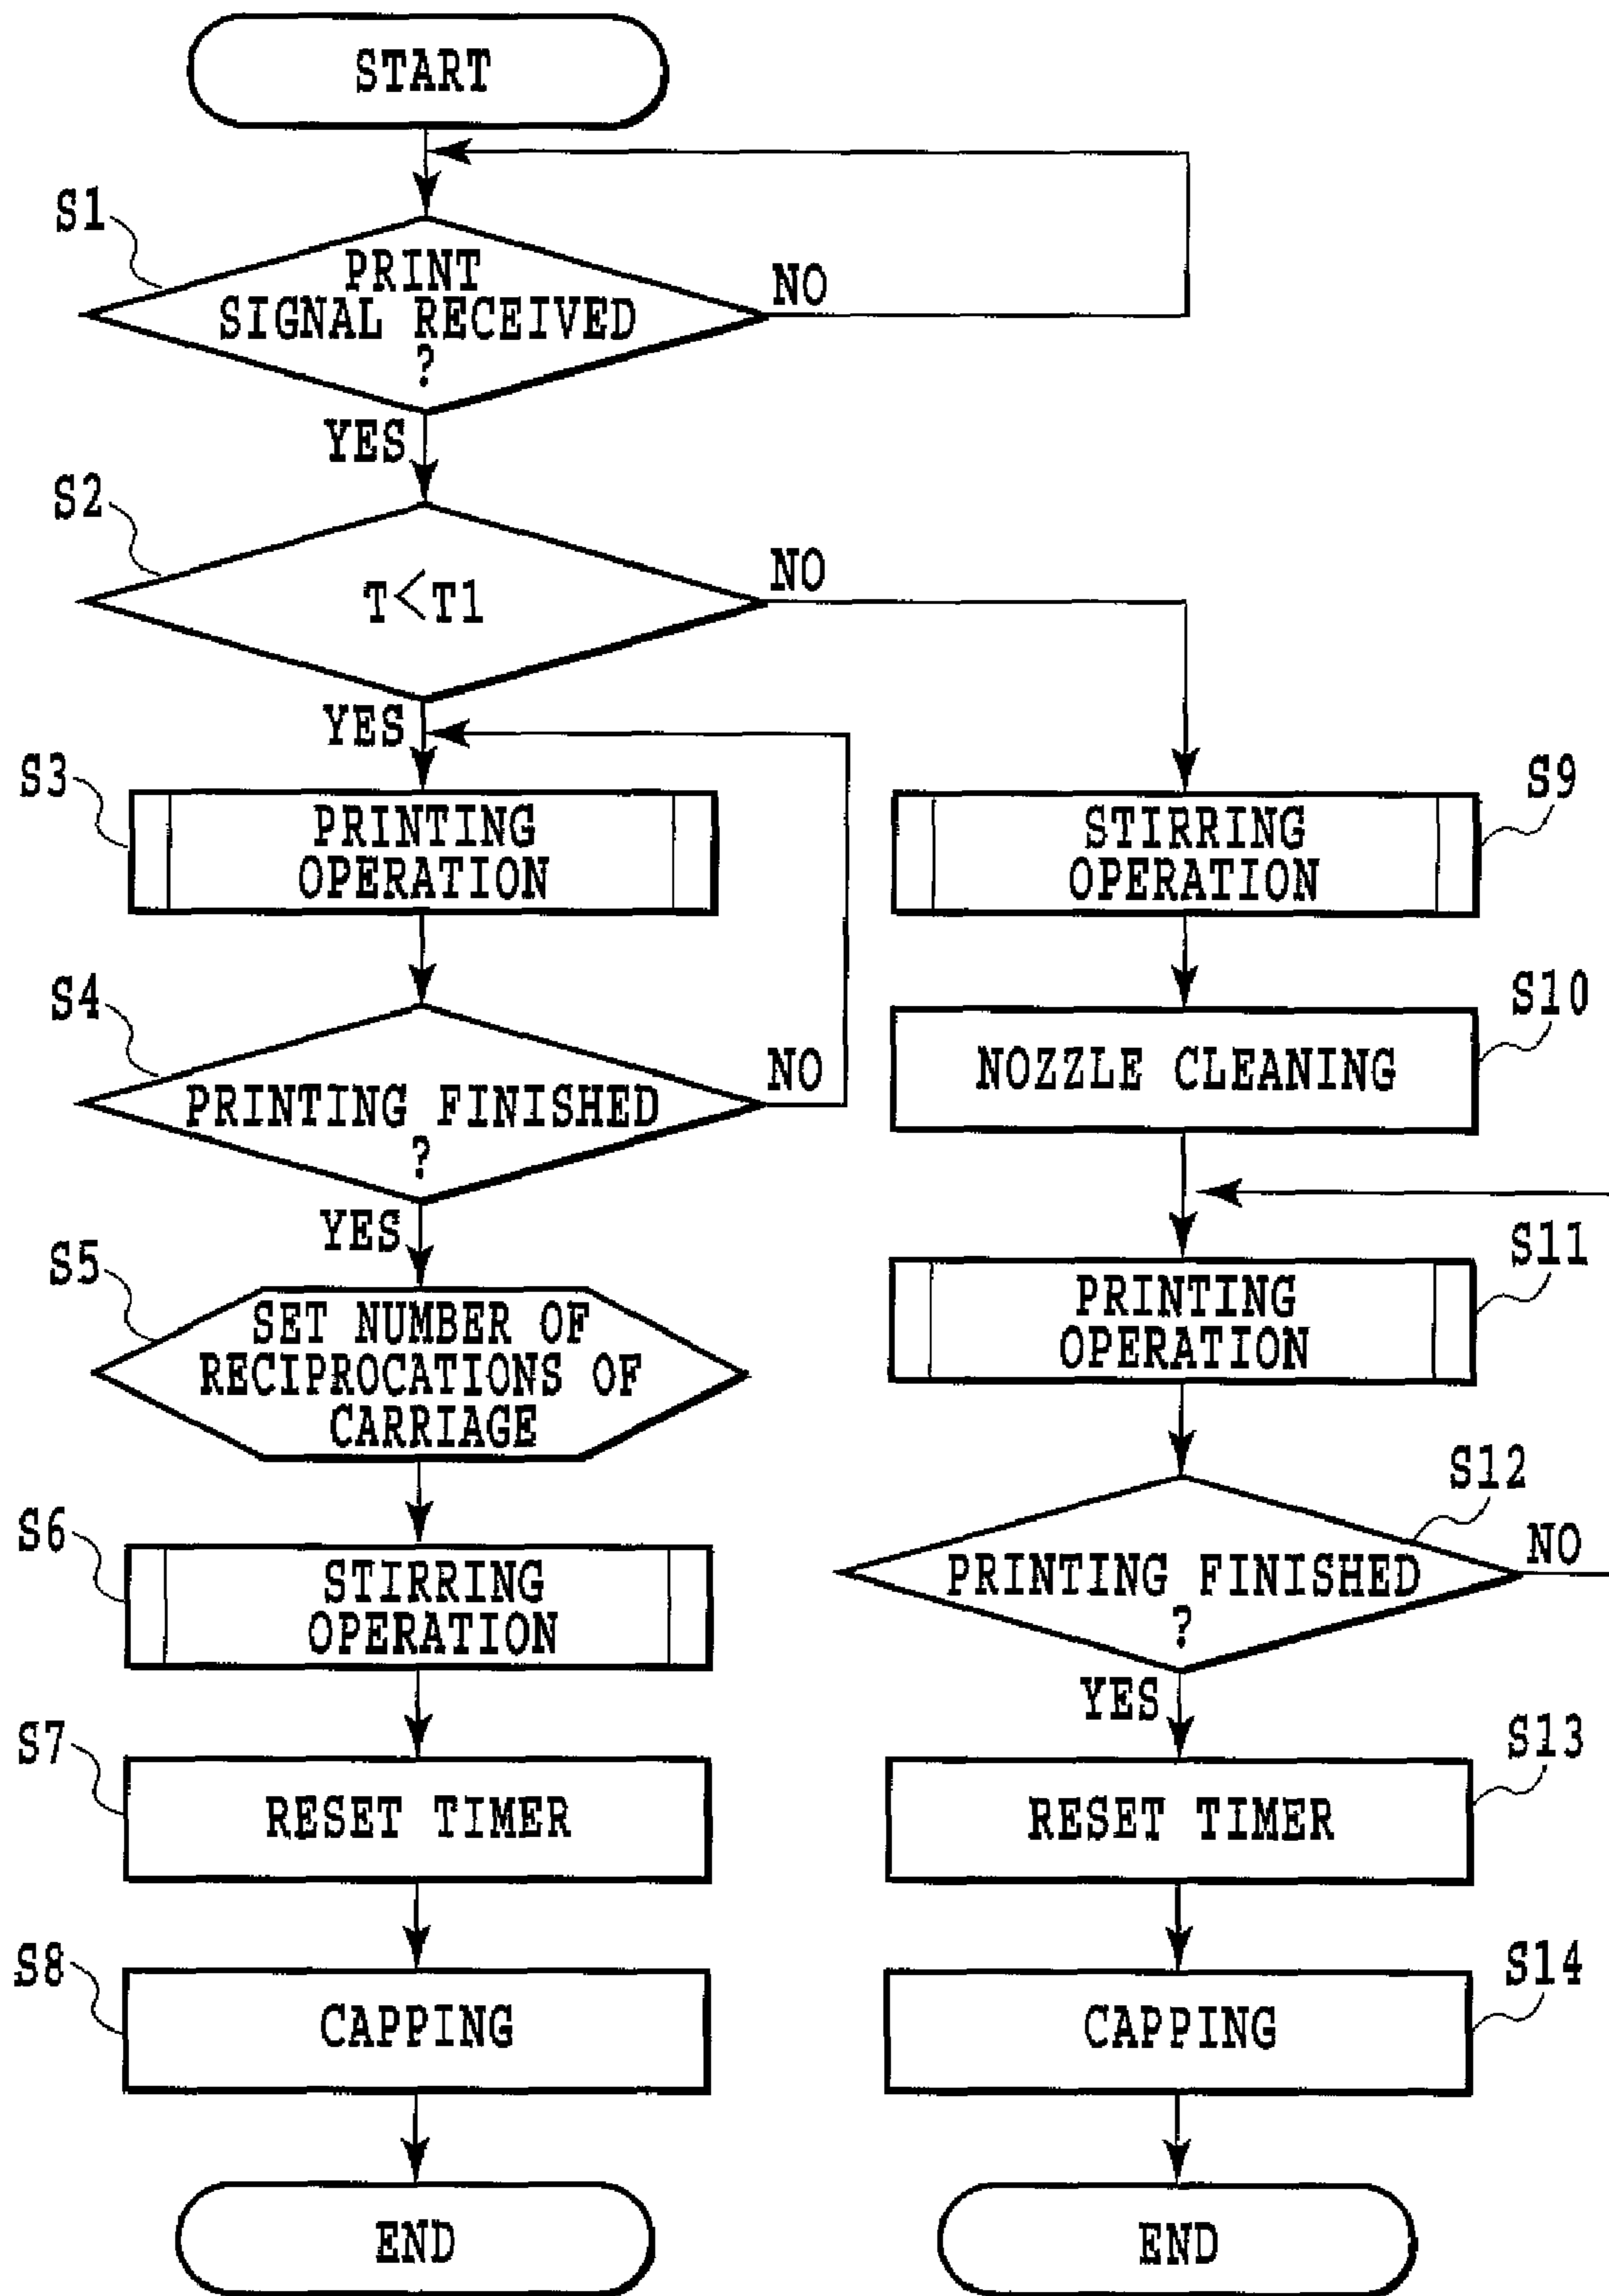 START
S1
PRINT
SIGNAL RECEIVED
?
NO
YES
S2
T<T1
NO
YES
S3
PRINTING
OPERATION
S4
PRINTING FINISHED
?
NO
YES
S5
SET NUMBER OF
RECIPROCATIONS OF
CARRIAGE
S6
STIRRING
OPERATION
S7
RESET TIMER
S8
CAPPING
END
S9
STIRRING
OPERATION
S10
NOZZLE CLEANING
S11
PRINTING
OPERATION
S12
PRINTING FINISHED
?
NO
YES
S13
RESET TIMER
S14
CAPPING
END